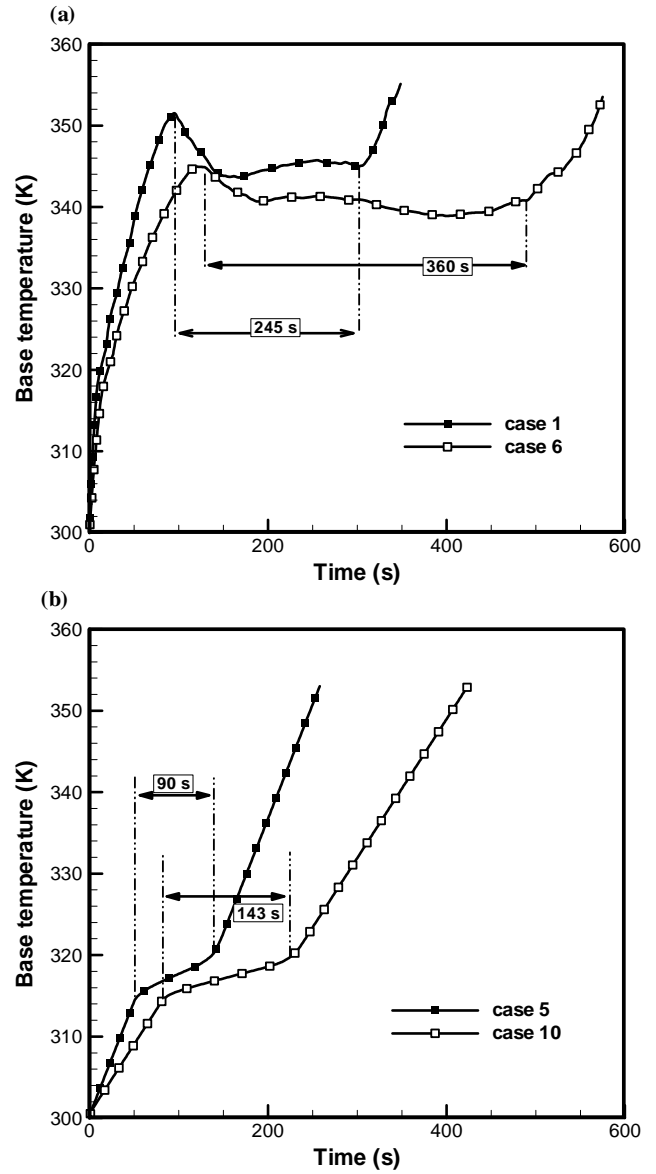 (a)
360
350
340
330
320
310
300
0
200
400
600
Base temperature (K)
Time (s)
360 s
245 s
case 1
case 6
(b)
360
350
340
330
320
310
300
0
200
400
600
Base temperature (K)
Time (s)
90 s
143 s
case 5
case 10